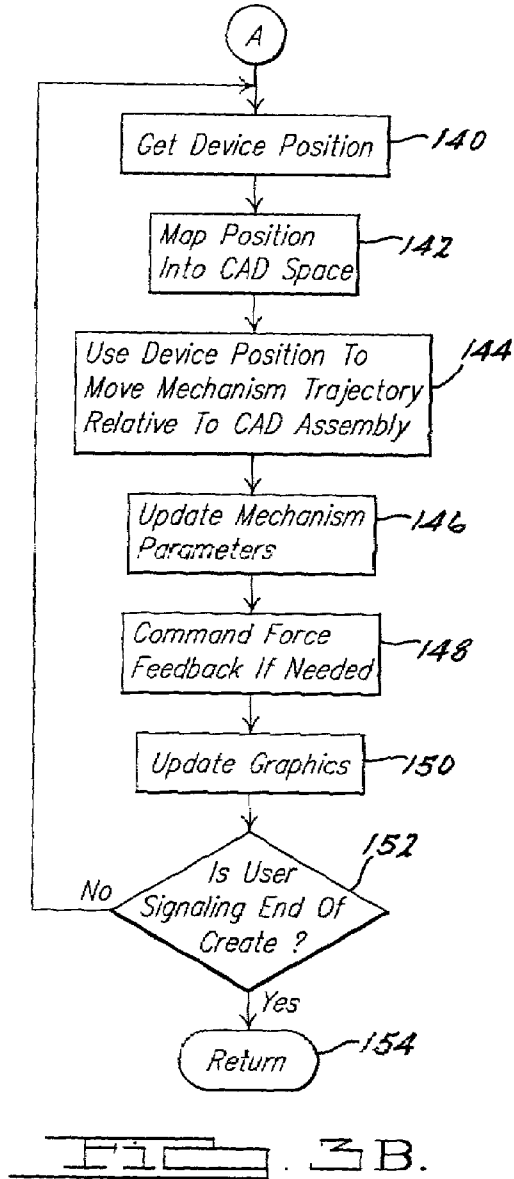 A
Get Device Position
140
Map Position
Into CAD Space
142
Use Device Position To
Move Mechanism Trajectory
Relative To CAD Assembly
144
Update Mechanism
Parameters
146
Command Force
Feedback If Needed
148
Update Graphics
150
Is User
Signaling End Of
Create ?
152
No
Yes
Return
154
FIG. 3B.